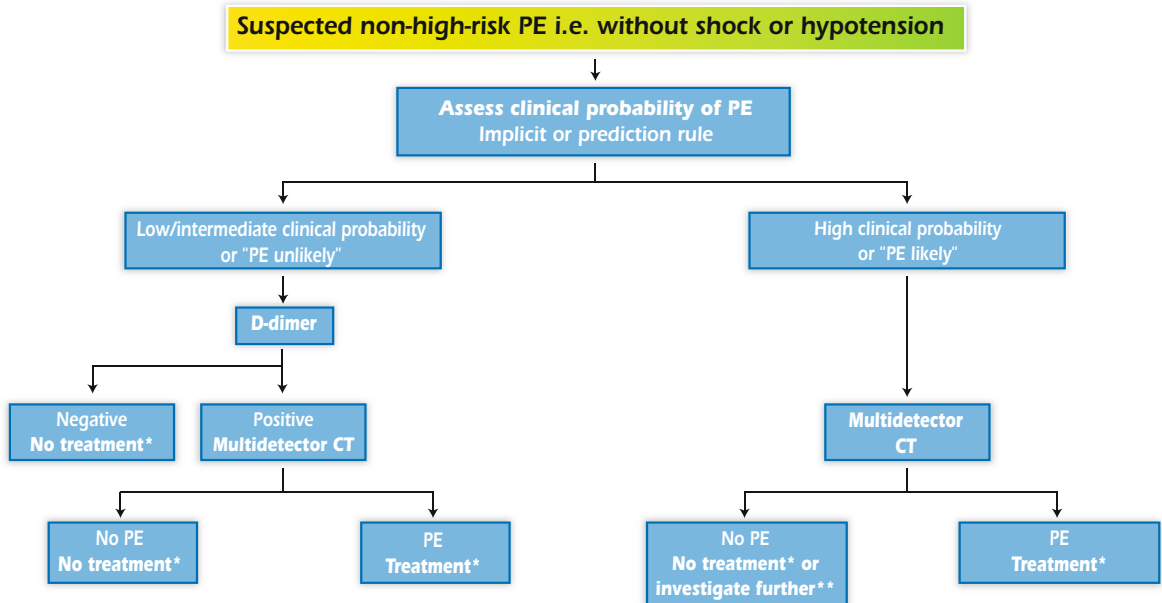 Suspected non-high-risk PE i.e. without shock or hypotension
Assess clinical probability of PE
Implicit or prediction rule
Low/intermediate clinical probability
or "PE unlikely"
High clinical probability
or "PE likely"
D-dimer
Negative
No treatment*
Positive
Multidetector CT
Multidetector
CT
No PE
No treatment*
PE
Treatment*
No PE
No treatment* or
investigate further**
PE
Treatment*